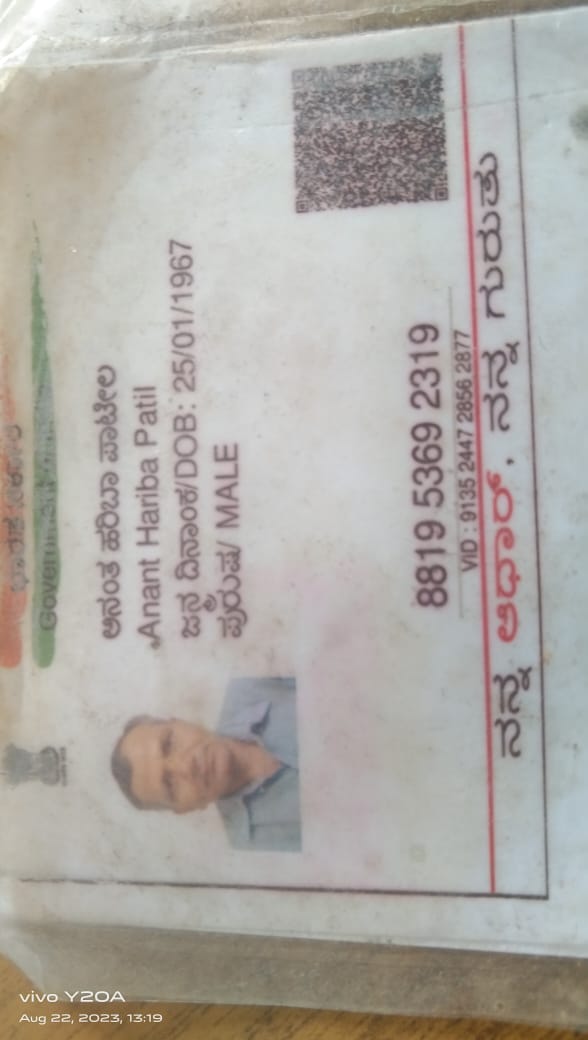 ಭಾರತ ಸರ್ಕಾರ
Government of India
ಅನಂತ ಹರಿಬಾ ಪಾಟೀಲ
Anant Hariba Patil
ಜನ್ಮ ದಿನಾಂಕ/DOB: 25/01/1967
ಪುರುಷ/ MALE
8819 5369 2319
VID : 9135 2447 2856 2877
ನನ್ನ ಆಧಾರ್, ನನ್ನ ಗುರುತು
vivo Y20A
Aug 22, 2023, 13:19